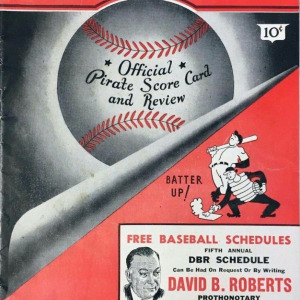 10¢
★ Official ★
Pirate Score Card
and Review
BATTER
UP!
FREE BASEBALL SCHEDULES
FIFTH ANNUAL
DBR SCHEDULE
Can Be Had On Request Or By Writing
DAVID B. ROBERTS
PROTHONOTARY